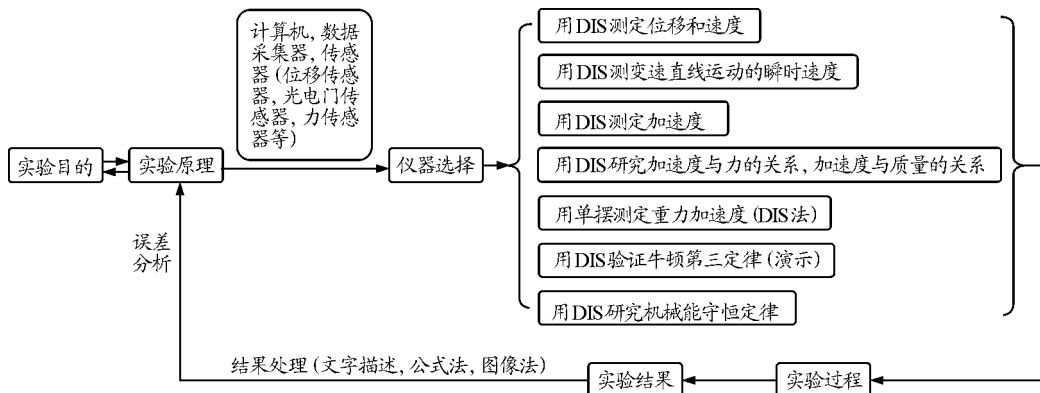 计算机, 数据
采集器, 传感
器 (位移传感
器, 光电门传
感器, 力传感
器等)
实验目的
实验原理
仪器选择
用DIS测定位移和速度
用DIS测变速直线运动的瞬时速度
用DIS测定加速度
用DIS研究加速度与力的关系, 加速度与质量的关系
用单摆测定重力加速度 (DIS法)
用DIS验证牛顿第三定律 (演示)
用DIS研究机械能守恒定律
误差
分析
结果处理 (文字描述, 公式法, 图像法)
实验结果
实验过程